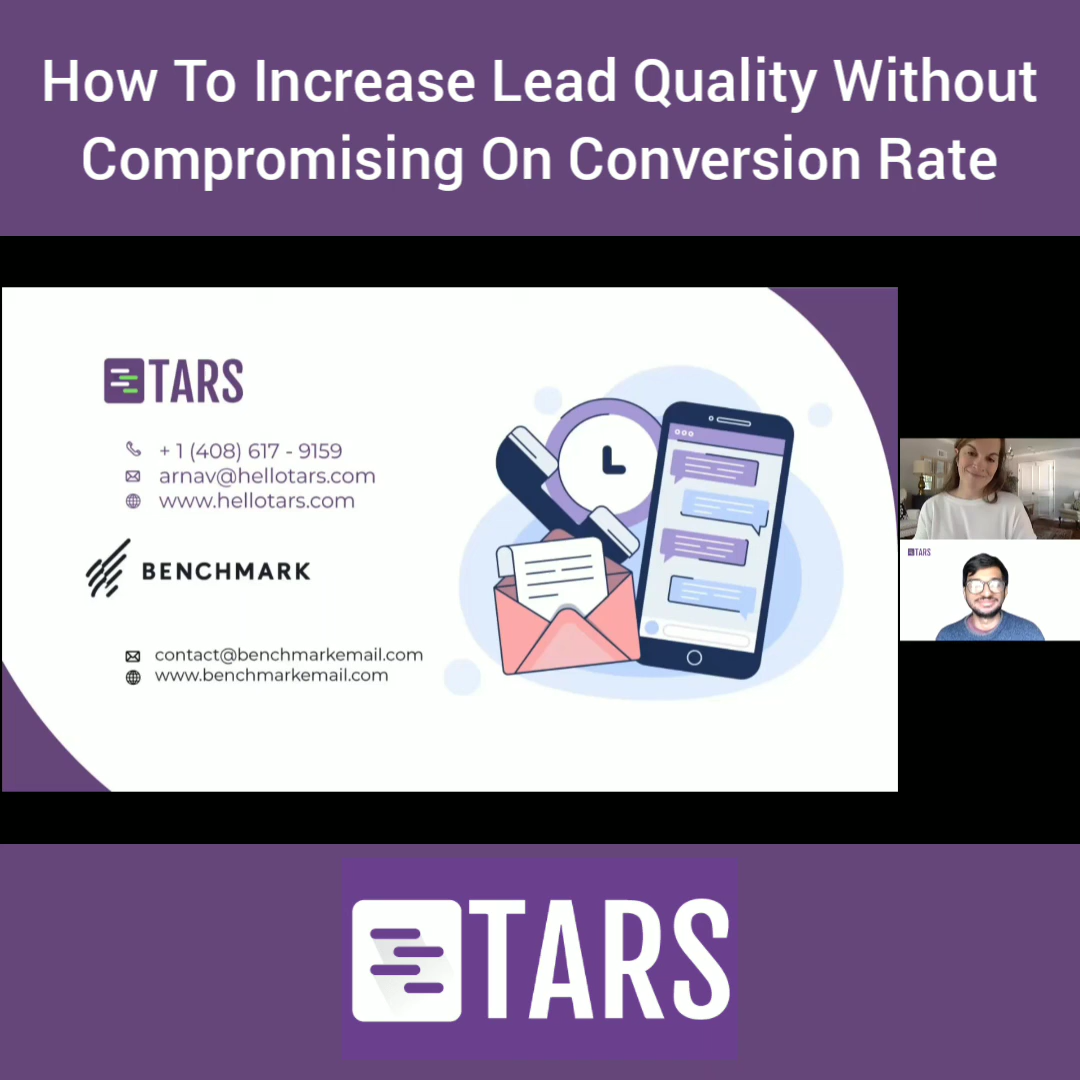 How To Increase Lead Quality Without
Compromising On Conversion Rate
TARS
+ 1 (408) 617 - 9159
arnav@hellotars.com
www.hellotars.com
BENCHMARK
contact@benchmarkemail.com
www.benchmarkemail.com
TARS
TARS